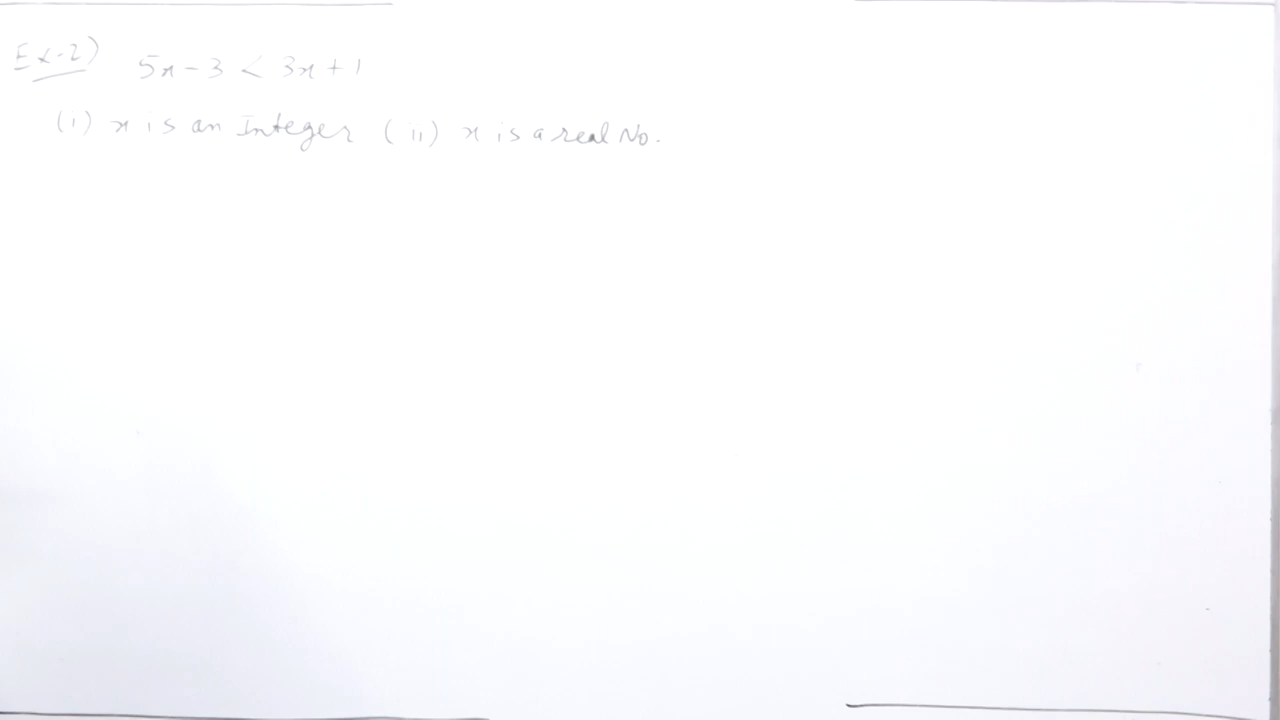 Ex-2) 5x-3 < 3x+1
(i) x is an Integer (ii) x is a real No.